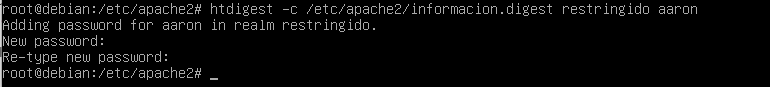 root@debian:/etc/apache2# htdigest -c /etc/apache2/informacion.digest restringido aaron
Adding password for aaron in realm restringido.
New password:
Re-type new password:
root@debian:/etc/apache2# _